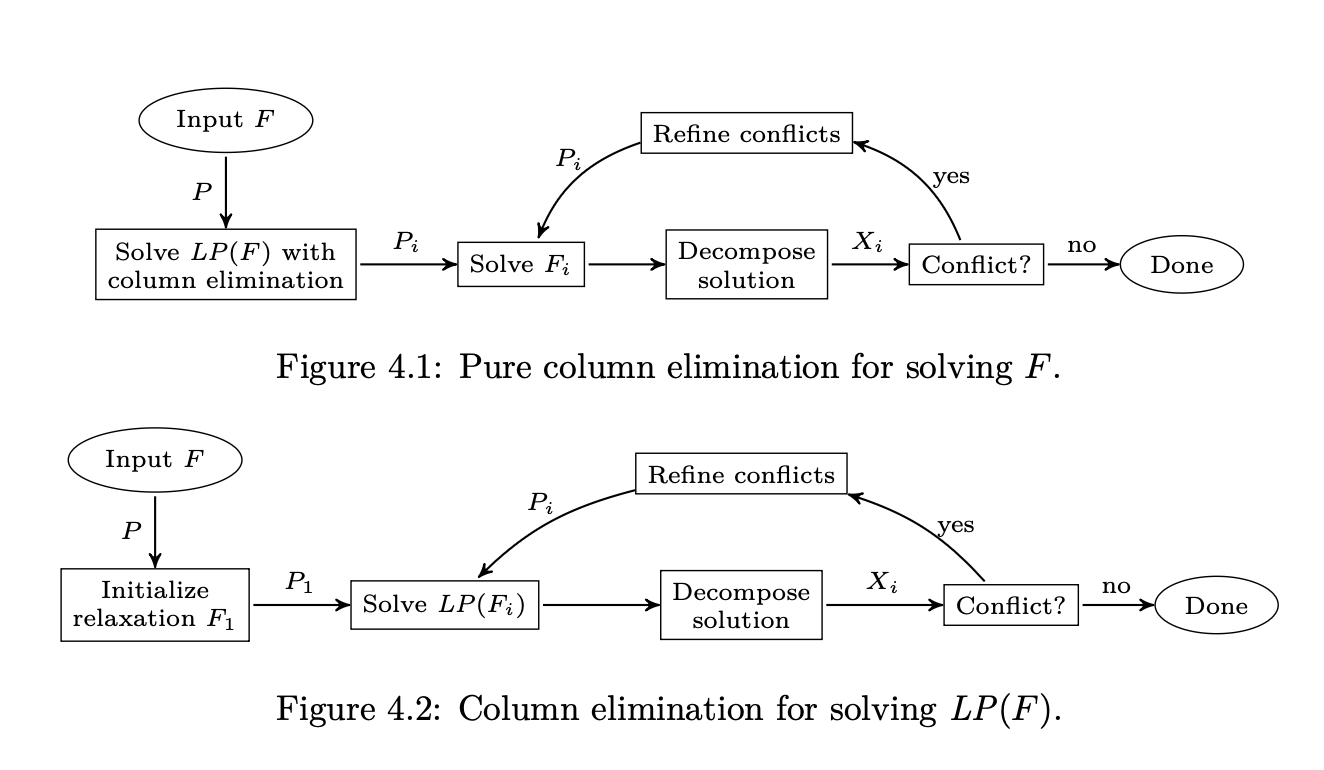 Input F
P
Solve LP(F) with
column elimination
P_i
Solve F_i
P_i
Refine conflicts
Decompose
solution
X_i
Conflict?
yes
no
Done
Figure 4.1: Pure column elimination for solving F.
Input F
P
Initialize
relaxation F_1
P_1
Solve LP(F_i)
P_i
Refine conflicts
Decompose
solution
X_i
Conflict?
yes
no
Done
Figure 4.2: Column elimination for solving LP(F).